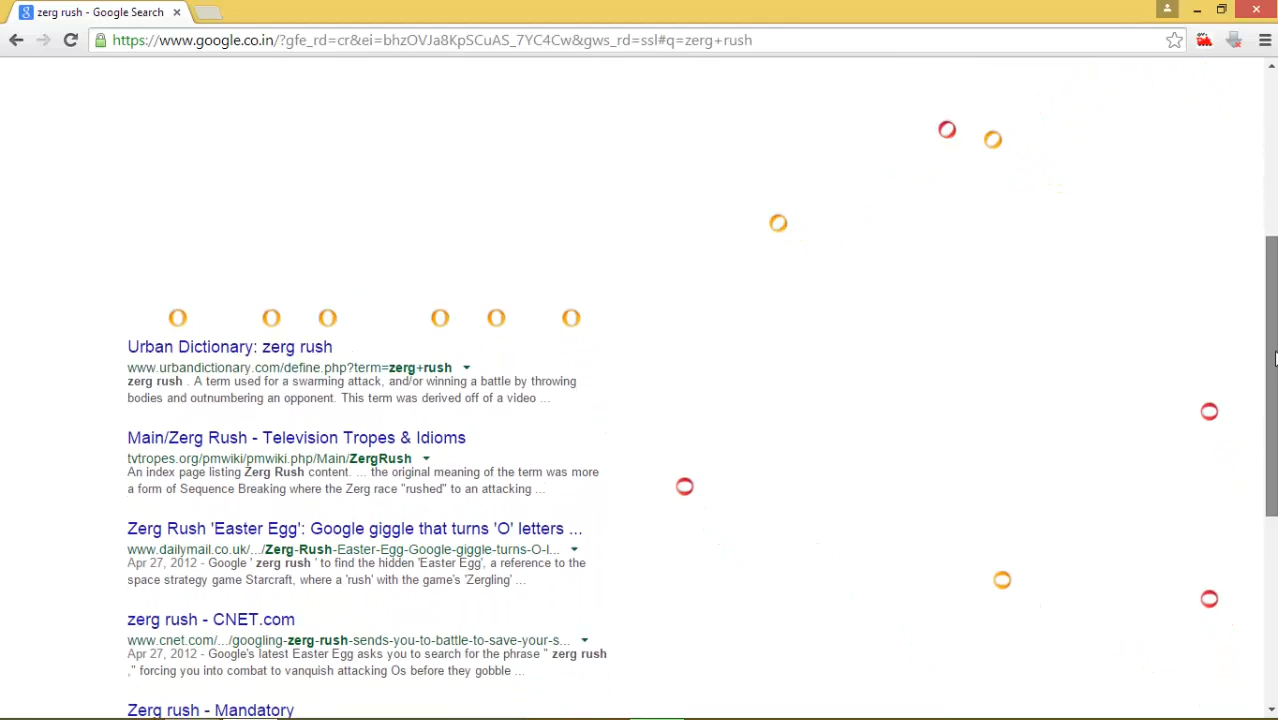 zerg rush - Google Search
https://www.google.co.in/?gfe_rd=cr&ei=bhzOVJa8KpSCuAS_7YC4Cw&gws_rd=ssl#q=zerg+rush
Urban Dictionary: zerg rush
www.urbandictionary.com/define.php?term=zerg+rush
zerg rush . A term used for a swarming attack, and/or winning a battle by throwing
bodies and outnumbering an opponent. This term was derived off of a video ...
Main/Zerg Rush - Television Tropes & Idioms
tvtropes.org/pmwiki/pmwiki.php/Main/ZergRush
An index page listing Zerg Rush content. ... the original meaning of the term was more
a form of Sequence Breaking where the Zerg race "rushed" to an attacking ...
Zerg Rush 'Easter Egg': Google giggle that turns 'O' letters ...
www.dailymail.co.uk/.../Zerg-Rush-Easter-Egg-Google-giggle-turns-O-l...
Apr 27, 2012 - Google ' zerg rush ' to find the hidden 'Easter Egg', a reference to the
space strategy game Starcraft, where a 'rush' with the game's 'Zergling' ...
zerg rush - CNET.com
www.cnet.com/.../googling-zerg-rush-sends-you-to-battle-to-save-your-s...
Apr 27, 2012 - Google's latest Easter Egg asks you to search for the phrase " zerg rush
," forcing you into combat to vanquish attacking Os before they gobble ...
Zerg rush - Mandatory